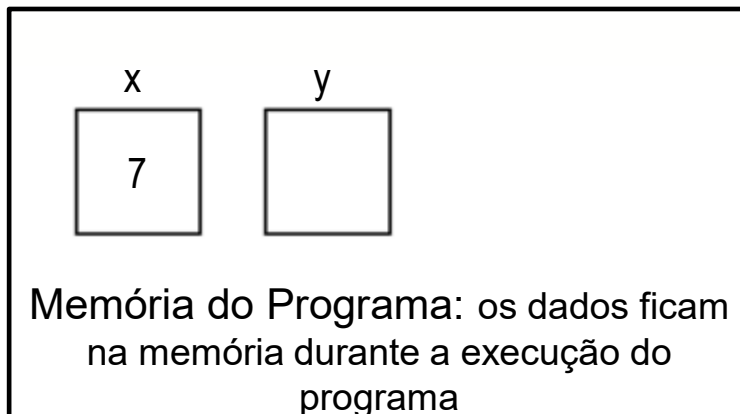 x y
7
Memória do Programa: os dados ficam
na memória durante a execução do
programa